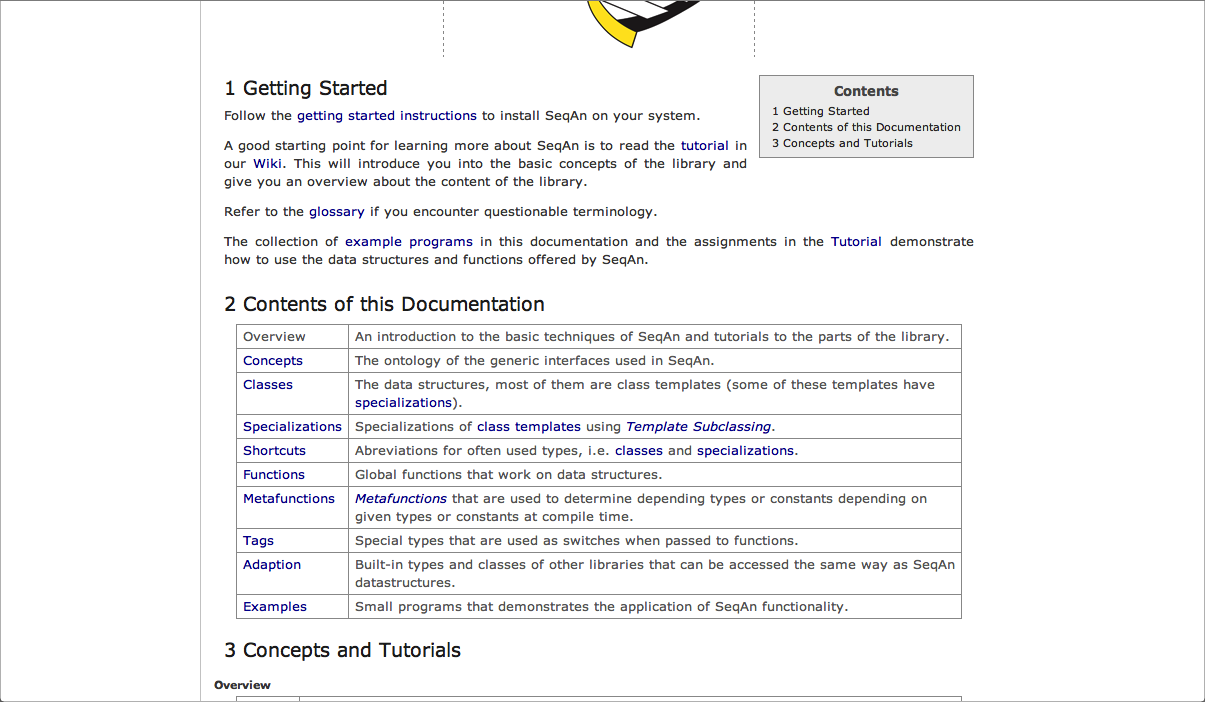 1 Getting Started
Contents
1 Getting Started
2 Contents of this Documentation
3 Concepts and Tutorials
Follow the getting started instructions to install SeqAn on your system.
A good starting point for learning more about SeqAn is to read the tutorial in
our Wiki. This will introduce you into the basic concepts of the library and
give you an overview about the content of the library.
Refer to the glossary if you encounter questionable terminology.
The collection of example programs in this documentation and the assignments in the Tutorial demonstrate
how to use the data structures and functions offered by SeqAn.
2 Contents of this Documentation
Overview An introduction to the basic techniques of SeqAn and tutorials to the parts of the library.
Concepts The ontology of the generic interfaces used in SeqAn.
Classes The data structures, most of them are class templates (some of these templates have
specializations).
Specializations Specializations of class templates using Template Subclassing.
Shortcuts Abreviations for often used types, i.e. classes and specializations.
Functions Global functions that work on data structures.
Metafunctions Metafunctions that are used to determine depending types or constants depending on
given types or constants at compile time.
Tags Special types that are used as switches when passed to functions.
Adaption Built-in types and classes of other libraries that can be accessed the same way as SeqAn
datastructures.
Examples Small programs that demonstrates the application of SeqAn functionality.
3 Concepts and Tutorials
Overview